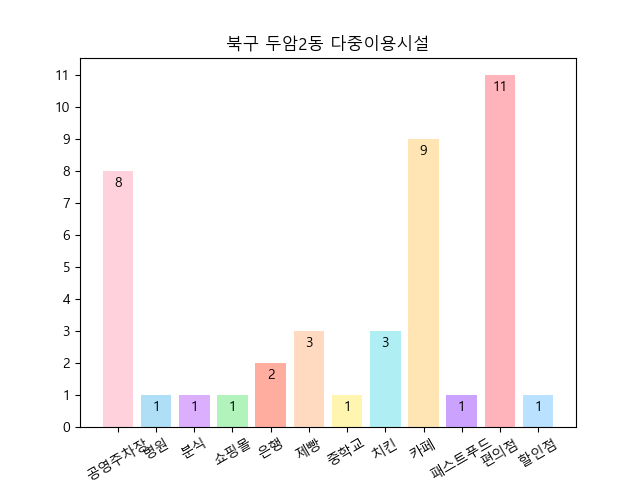 북구 두암2동 다중이용시설
11
10
9
8
7
6
5
4
3
2
1
0
8
1
1
1
2
3
1
3
9
1
11
1
공영주차장
병원
분식
쇼핑몰
은행
제빵
중학교
치킨
카페
패스트푸드
편의점
할인점